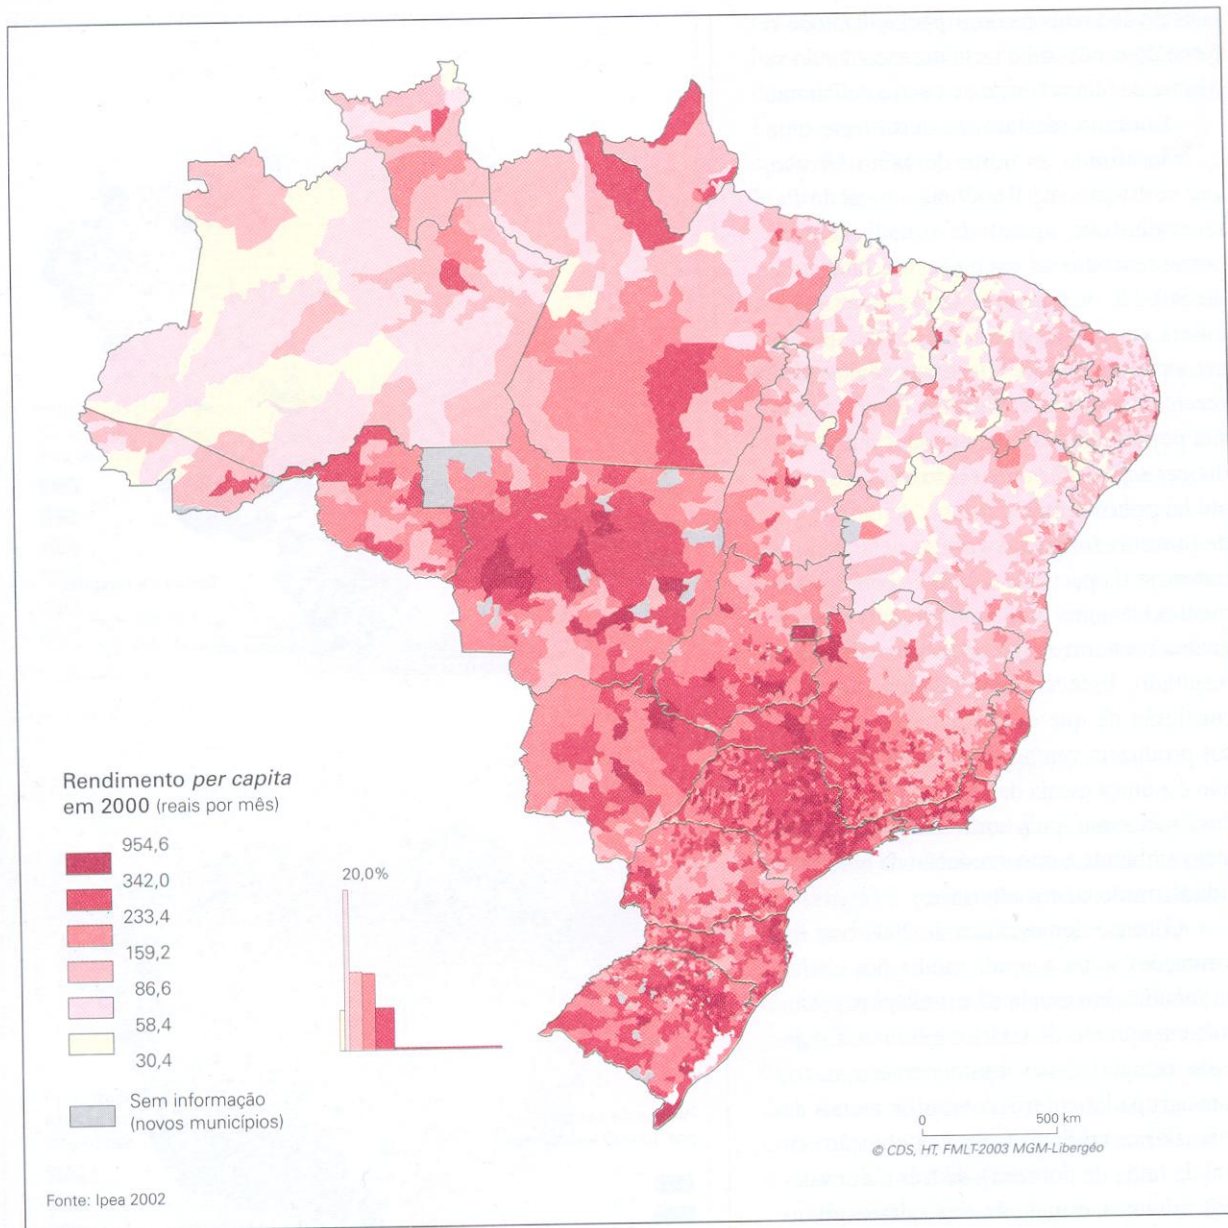 Rendimento per capita
em 2000 (reais por mês)
954,6
342,0
233,4
159,2
86,6
58,4
30,4
Sem informação
(novos municípios)
20,0%
0 500 km
© CDS, HT, FMLT-2003 MGM-Libergéo
Fonte: Ipea 2002